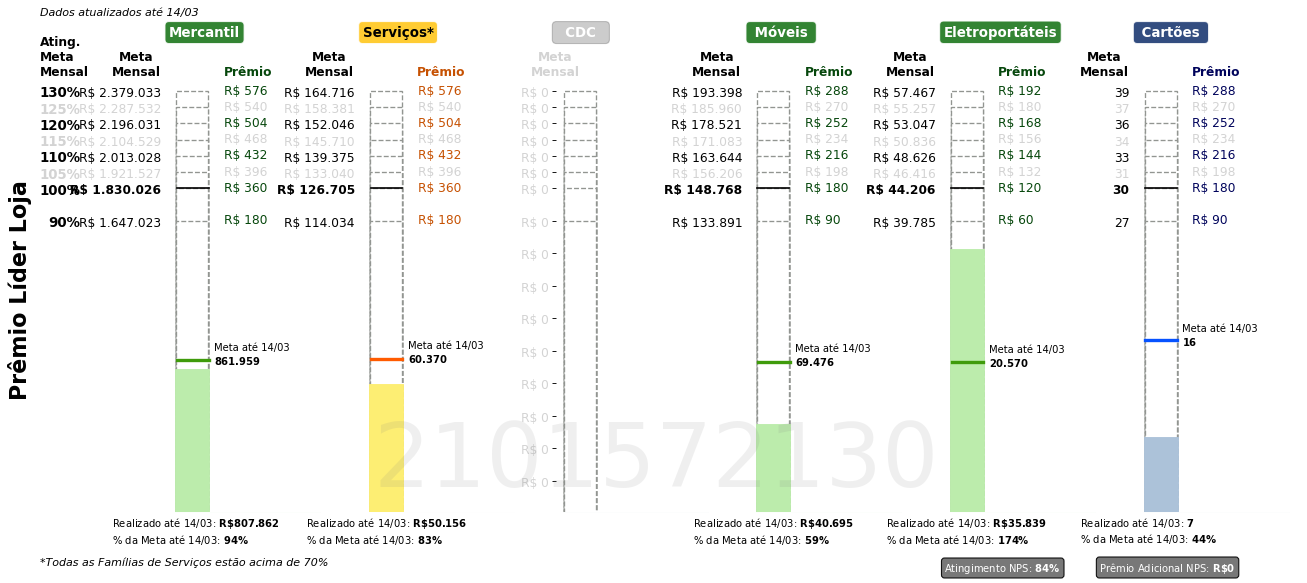 Dados atualizados até 14/03
Mercantil Serviços* CDC Móveis Eletroportáteis Cartões
Ating.
Meta Meta Meta Meta Meta Meta Meta
Mensal Mensal Prêmio Mensal Prêmio Mensal Mensal Prêmio Mensal Prêmio Mensal Prêmio
130% R$ 2.379.033 R$ 576 R$ 164.716 R$ 576 R$ 0 R$ 193.398 R$ 288 R$ 57.467 R$ 192 39 R$ 288
125% R$ 2.287.532 R$ 540 R$ 158.381 R$ 540 R$ 0 R$ 185.960 R$ 270 R$ 55.257 R$ 180 37 R$ 270
120% R$ 2.196.031 R$ 504 R$ 152.046 R$ 504 R$ 0 R$ 178.521 R$ 252 R$ 53.047 R$ 168 36 R$ 252
115% R$ 2.104.529 R$ 468 R$ 145.710 R$ 468 R$ 0 R$ 171.083 R$ 234 R$ 50.836 R$ 156 34 R$ 234
110% R$ 2.013.028 R$ 432 R$ 139.375 R$ 432 R$ 0 R$ 163.644 R$ 216 R$ 48.626 R$ 144 33 R$ 216
105% R$ 1.921.527 R$ 396 R$ 133.040 R$ 396 R$ 0 R$ 156.206 R$ 198 R$ 46.416 R$ 132 31 R$ 198
100% R$ 1.830.026 R$ 360 R$ 126.705 R$ 360 R$ 0 R$ 148.768 R$ 180 R$ 44.206 R$ 120 30 R$ 180
90% R$ 1.647.023 R$ 180 R$ 114.034 R$ 180 R$ 0 R$ 133.891 R$ 90 R$ 39.785 R$ 60 27 R$ 90
R$ 0
R$ 0
R$ 0
R$ 0
R$ 0
R$ 0
R$ 0
R$ 0
Prêmio Líder Loja
Meta até 14/03 Meta até 14/03 Meta até 14/03 Meta até 14/03 Meta até 14/03
861.959 60.370 69.476 20.570 16
2101572130
Realizado até 14/03: R$807.862 Realizado até 14/03: R$50.156 Realizado até 14/03: R$40.695 Realizado até 14/03: R$35.839 Realizado até 14/03: 7
% da Meta até 14/03: 94% % da Meta até 14/03: 83% % da Meta até 14/03: 59% % da Meta até 14/03: 174% % da Meta até 14/03: 44%
*Todas as Famílias de Serviços estão acima de 70% Atingimento NPS: 84% Prêmio Adicional NPS: R$0